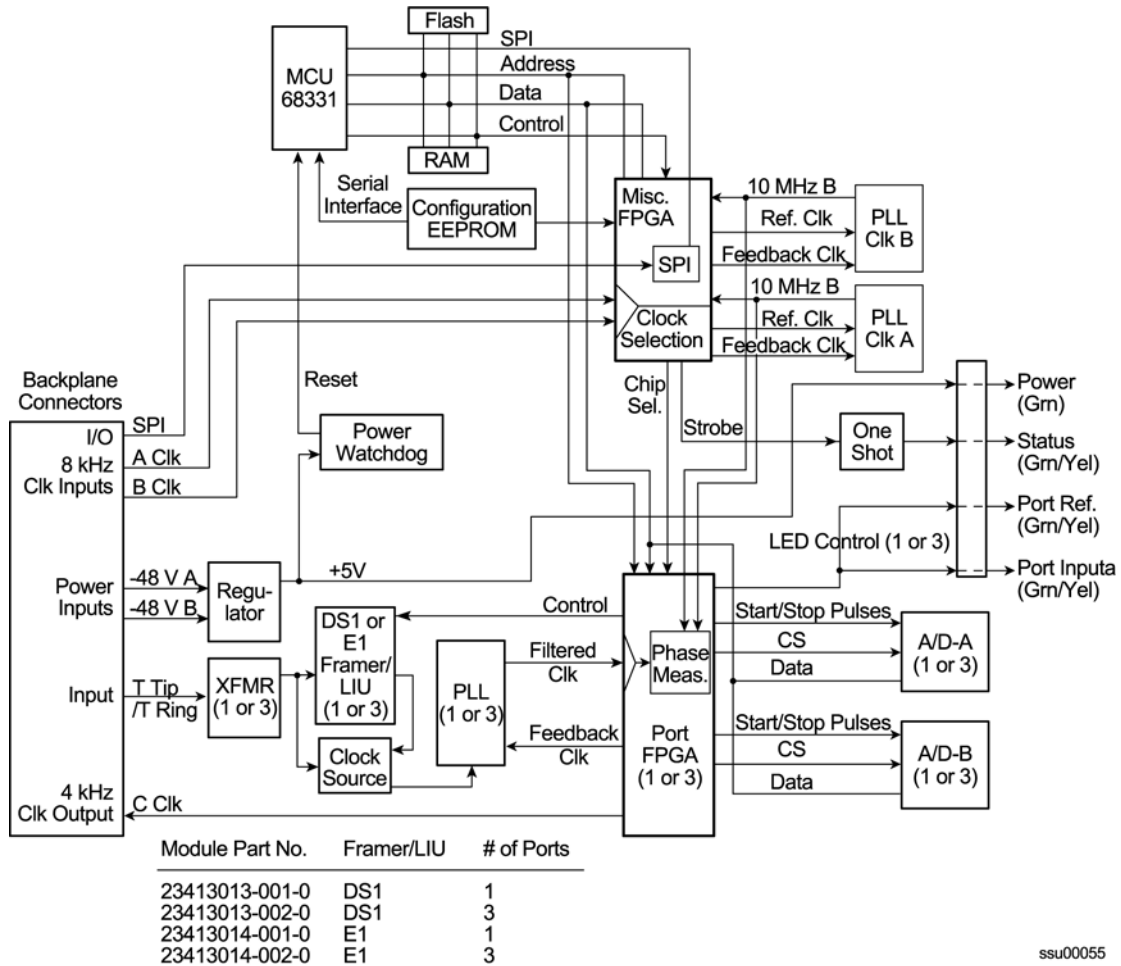 Flash
SPI
Address
Data
Control
MCU
68331
RAM
Serial
Interface
Configuration
EEPROM
Misc.
FPGA
SPI
Clock
Selection
10 MHz B
Ref. Clk
Feedback Clk
PLL
Clk B
10 MHz B
Ref. Clk
Feedback Clk
PLL
Clk A
Reset
Chip
Sel.
Strobe
One
Shot
Power
(Grn)
Status
(Grn/Yel)
Port Ref.
(Grn/Yel)
Port Inputa
(Grn/Yel)
LED Control (1 or 3)
Backplane
Connectors
I/O
SPI
8 kHz
Clk Inputs
A Clk
B Clk
Power
Watchdog
Power
Inputs
-48 V A
-48 V B
Regu-
lator
+5V
Input
T Tip
/T Ring
XFMR
(1 or 3)
DS1 or
E1
Framer/
LIU
(1 or 3)
Clock
Source
PLL
(1 or 3)
Control
Filtered
Clk
Feedback
Clk
Phase
Meas.
Port
FPGA
(1 or 3)
Start/Stop Pulses
CS
Data
A/D-A
(1 or 3)
Start/Stop Pulses
CS
Data
A/D-B
(1 or 3)
4 kHz
Clk Output
C Clk
Module Part No. Framer/LIU # of Ports
23413013-001-0 DS1 1
23413013-002-0 DS1 3
23413014-001-0 E1 1
23413014-002-0 E1 3
ssu00055